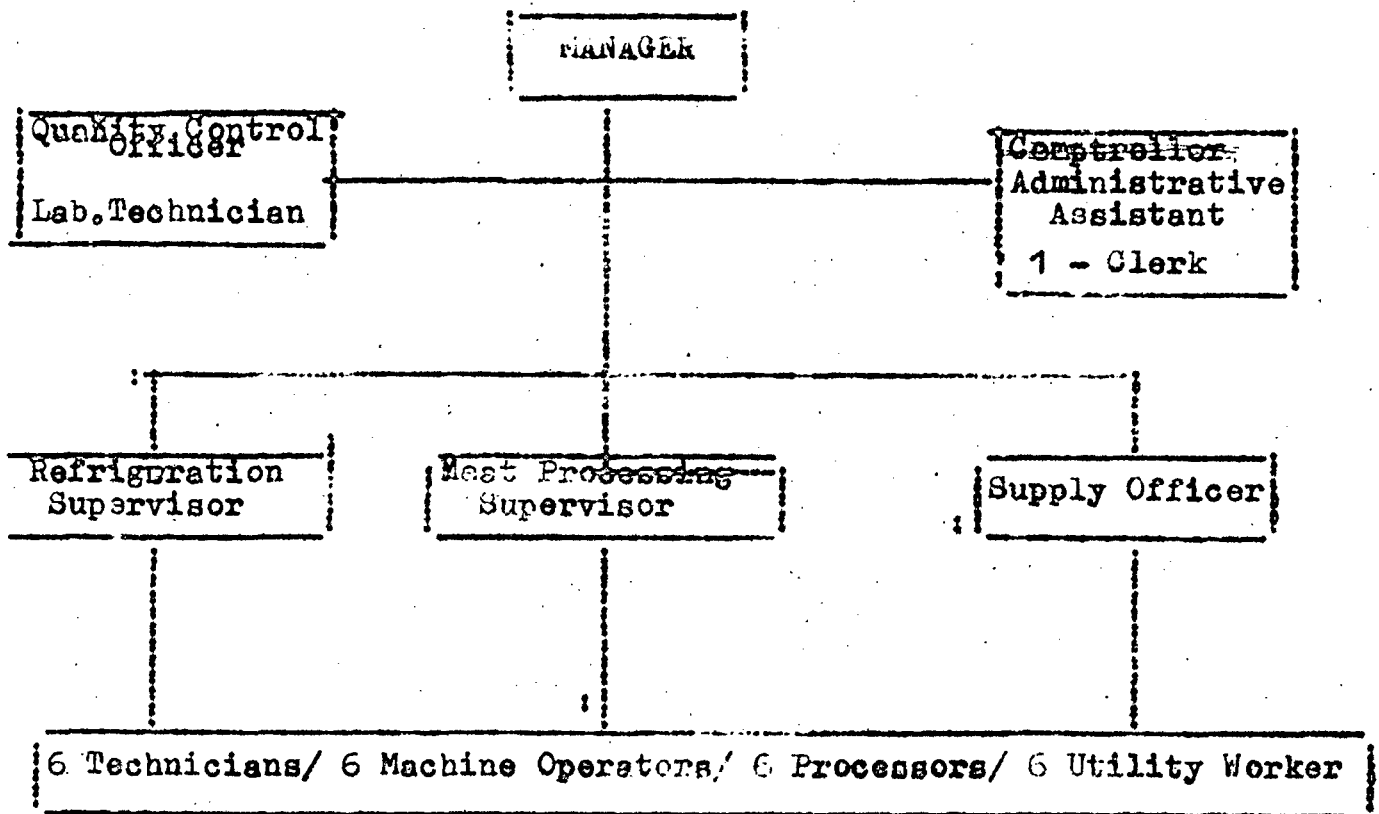 MANAGER
Quality Control
Officer
Lab.Technician
Comptroller
Administrative
Assistant
1 - Clerk
Refrigeration
Supervisor
Meat Processing
Supervisor
Supply Officer
6 Technicians/ 6 Machine Operators/ 6 Processors/ 6 Utility Worker